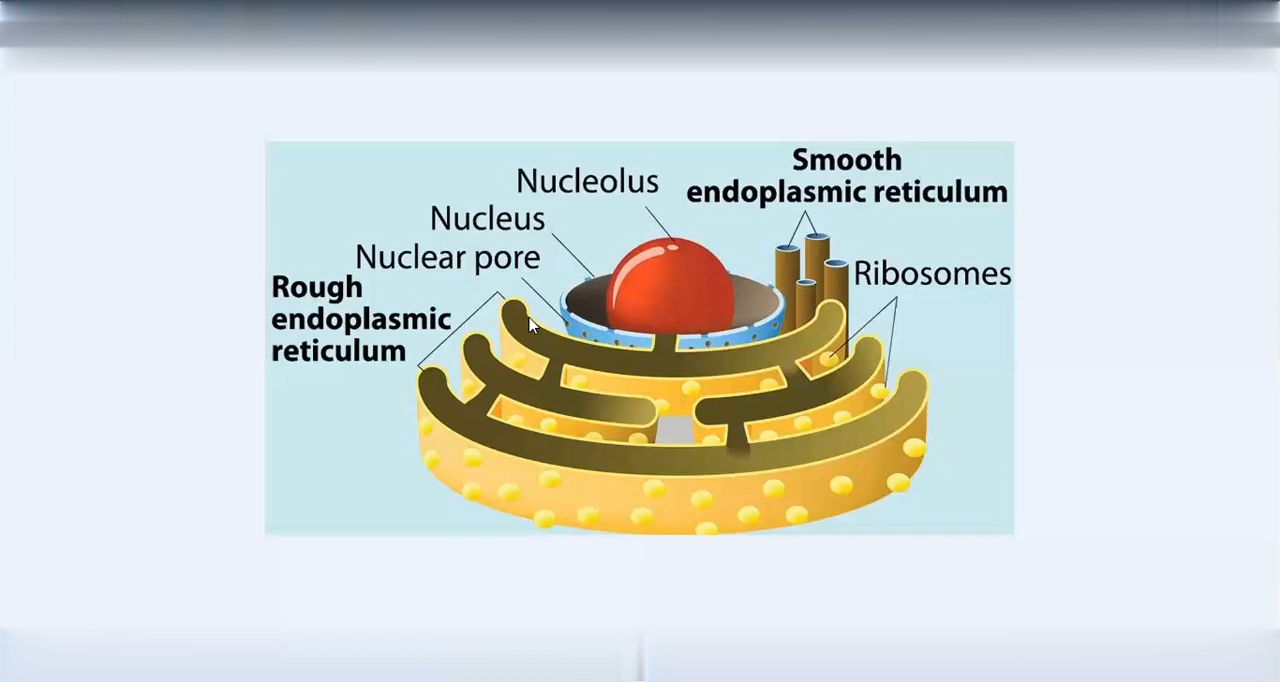 Smooth
endoplasmic reticulum
Nucleolus
Nucleus
Nuclear pore
Ribosomes
Rough
endoplasmic
reticulum